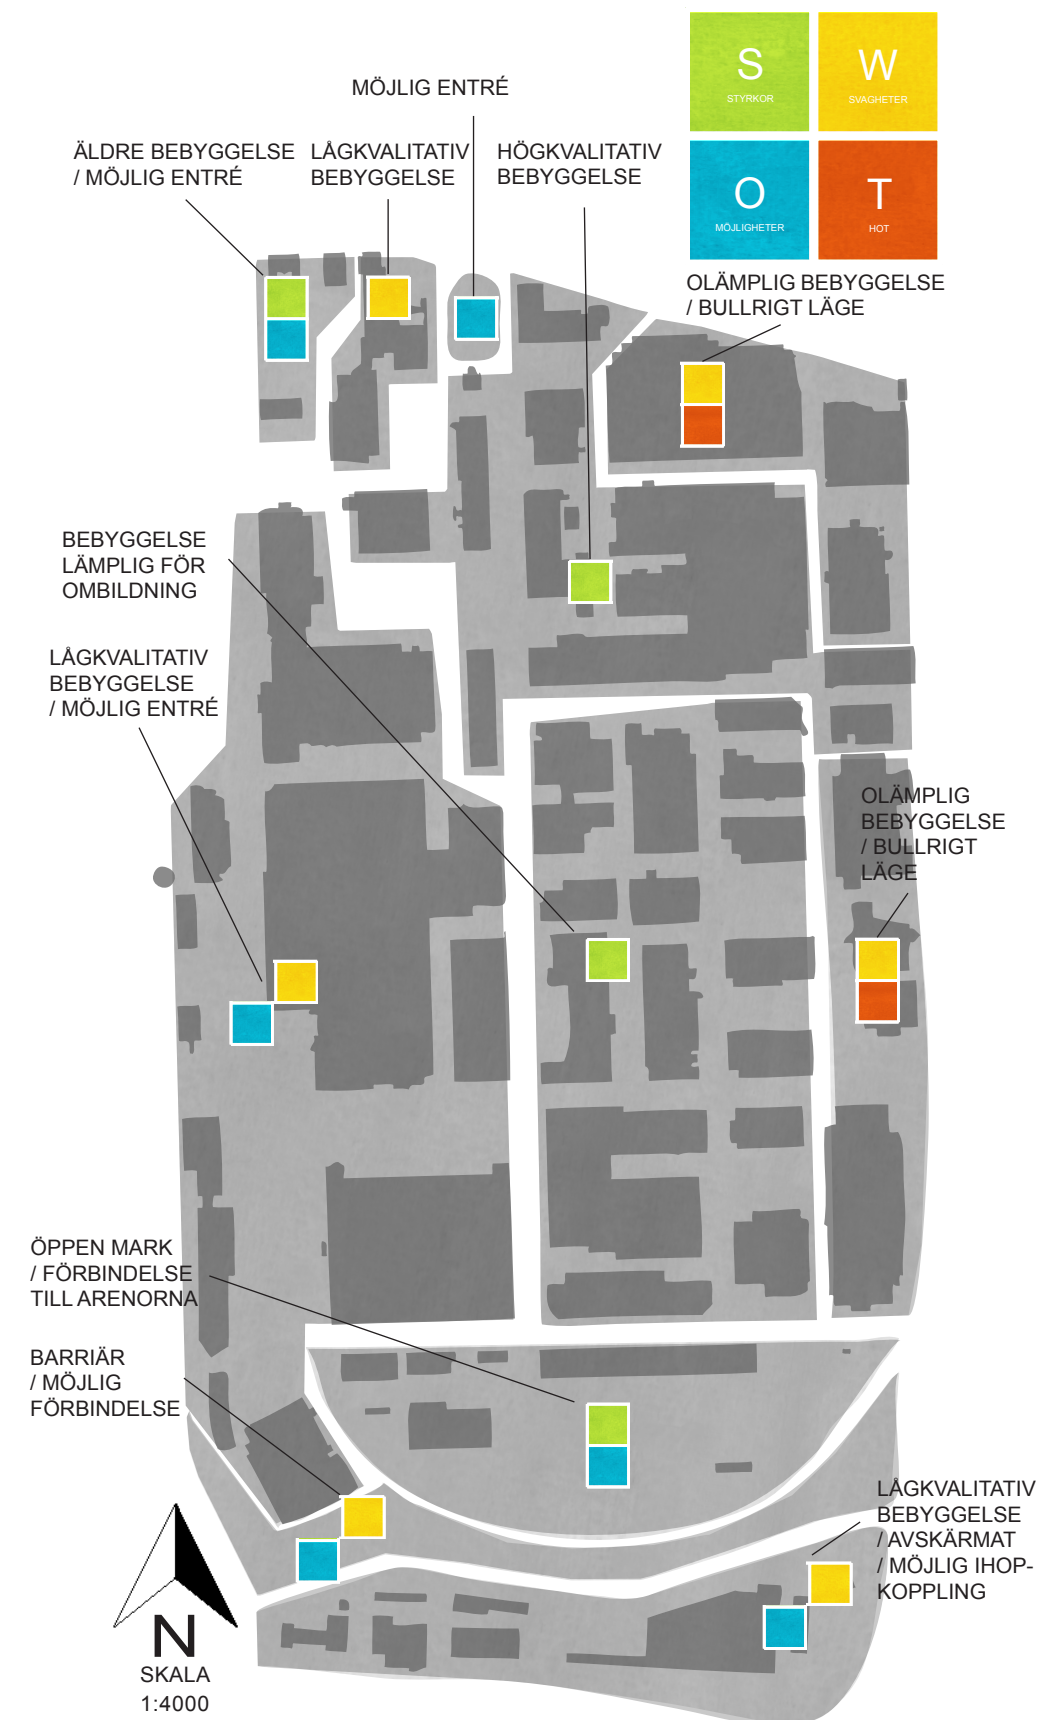 MÖJLIG ENTRÉ
ÄLDRE BEBYGGELSE
/ MÖJLIG ENTRÉ
LÅGKVALITATIV
BEBYGGELSE
HÖGKVALITATIV
BEBYGGELSE
S
STYRKOR
W
SVAGHETER
O
MÖJLIGHETER
T
HOT
OLÄMPLIG BEBYGGELSE
/ BULLRIGT LÄGE
BEBYGGELSE
LÄMPLIG FÖR
OMBILDNING
LÅGKVALITATIV
BEBYGGELSE
/ MÖJLIG ENTRÉ
OLÄMPLIG
BEBYGGELSE
/ BULLRIGT
LÄGE
ÖPPEN MARK
/ FÖRBINDELSE
TILL ARENORNA
BARRIÄR
/ MÖJLIG
FÖRBINDELSE
LÅGKVALITATIV
BEBYGGELSE
/ AVSKÄRMAT
/ MÖJLIG IHOP-
KOPPLING
N
SKALA
1:4000